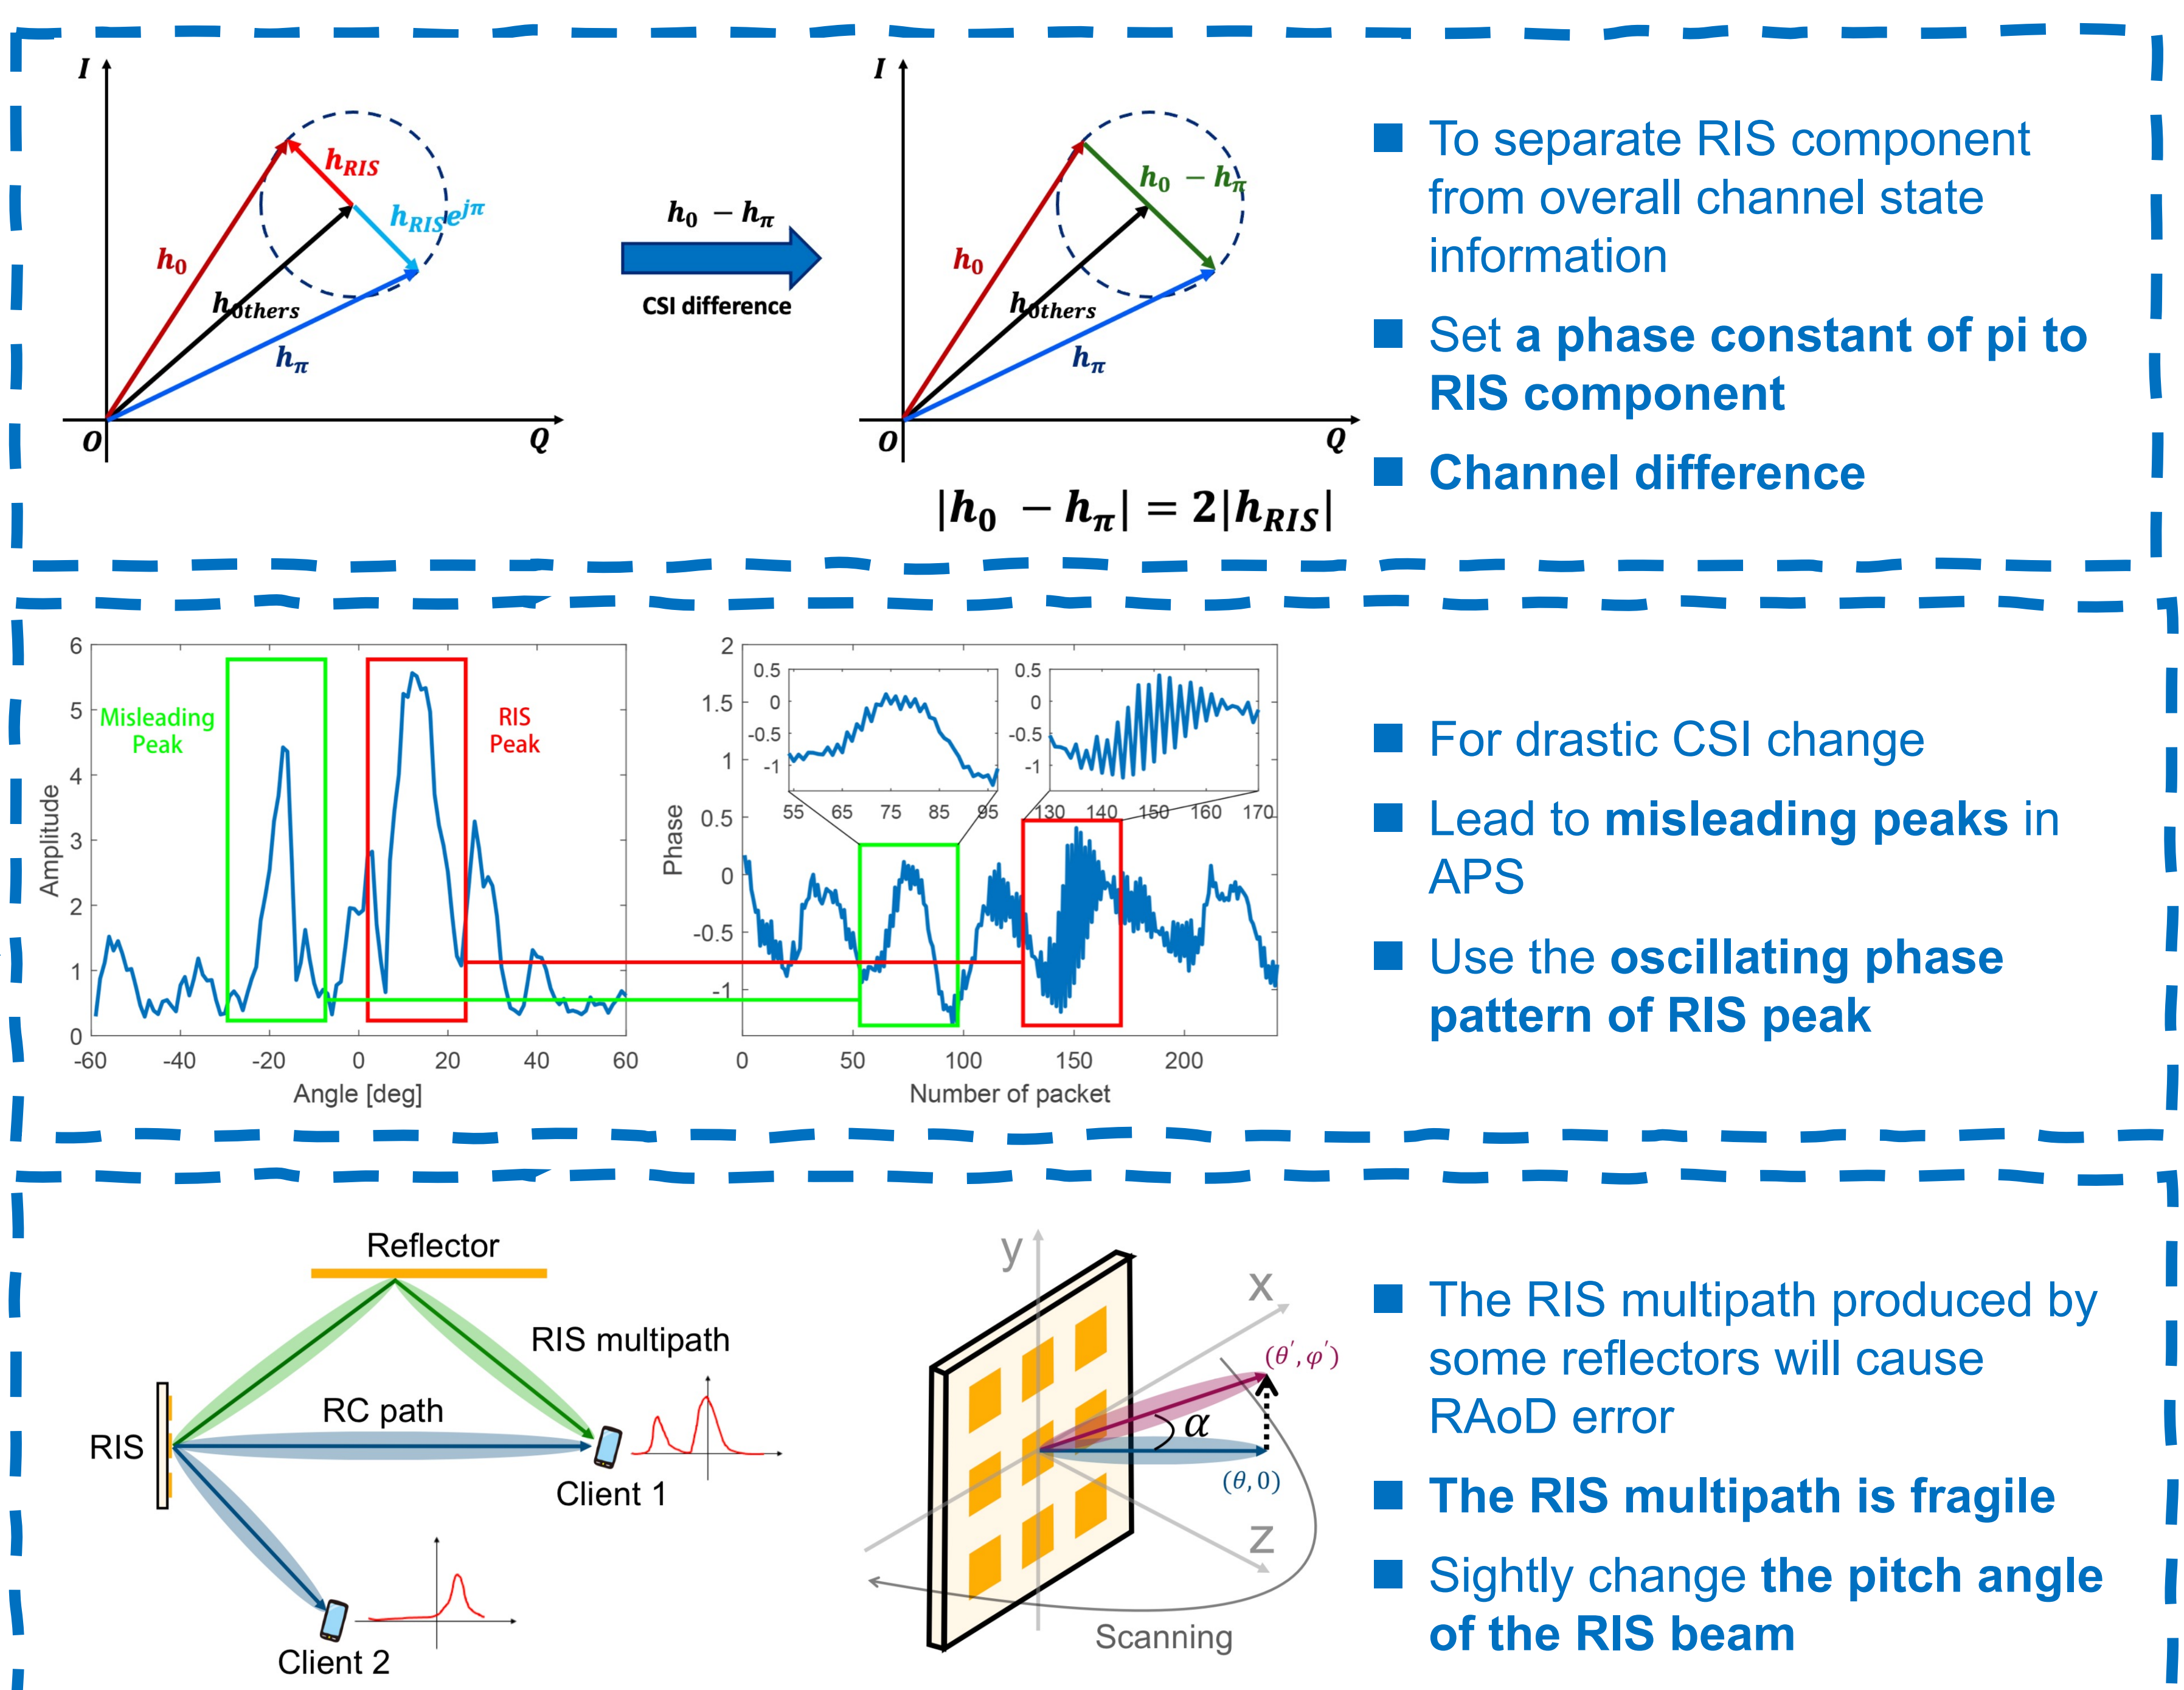 I
h_RIS
h_RIS e^jπ
h_0
h_Others
h_π
O
Q
h_0 − h_π
CSI difference
I
h_0 − h_π
h_0
h_Others
h_π
O
Q
|h_0 − h_π| = 2|h_RIS|
■ To separate RIS component
from overall channel state
information
■ Set a phase constant of pi to
RIS component
■ Channel difference
6
5
4
3
2
1
0
Amplitude
Misleading
Peak
RIS
Peak
-60 -40 -20 0 20 40 60
Angle [deg]
2
1.5
1
0.5
0
-0.5
-1
Phase
0.5
0
-0.5
-1
55 65 75 85 95
0.5
0
-0.5
-1
130 140 150 160 170
0 50 100 150 200
Number of packet
■ For drastic CSI change
■ Lead to misleading peaks in
APS
■ Use the oscillating phase
pattern of RIS peak
Reflector
RIS multipath
RC path
RIS
Client 1
Client 2
y
x
(θ′, φ′)
α
(θ, 0)
z
Scanning
■ The RIS multipath produced by
some reflectors will cause
RAoD error
■ The RIS multipath is fragile
■ Sightly change the pitch angle
of the RIS beam